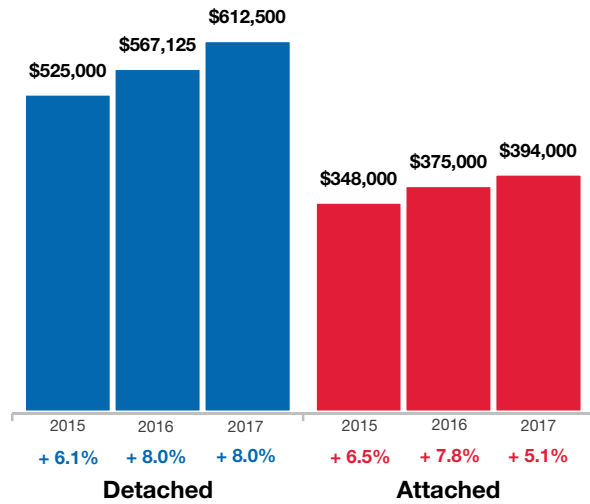 $525,000
$567,125
$612,500
$348,000
$375,000
$394,000
2015 2016 2017 2015 2016 2017
+ 6.1% + 8.0% + 8.0% + 6.5% + 7.8% + 5.1%
Detached Attached